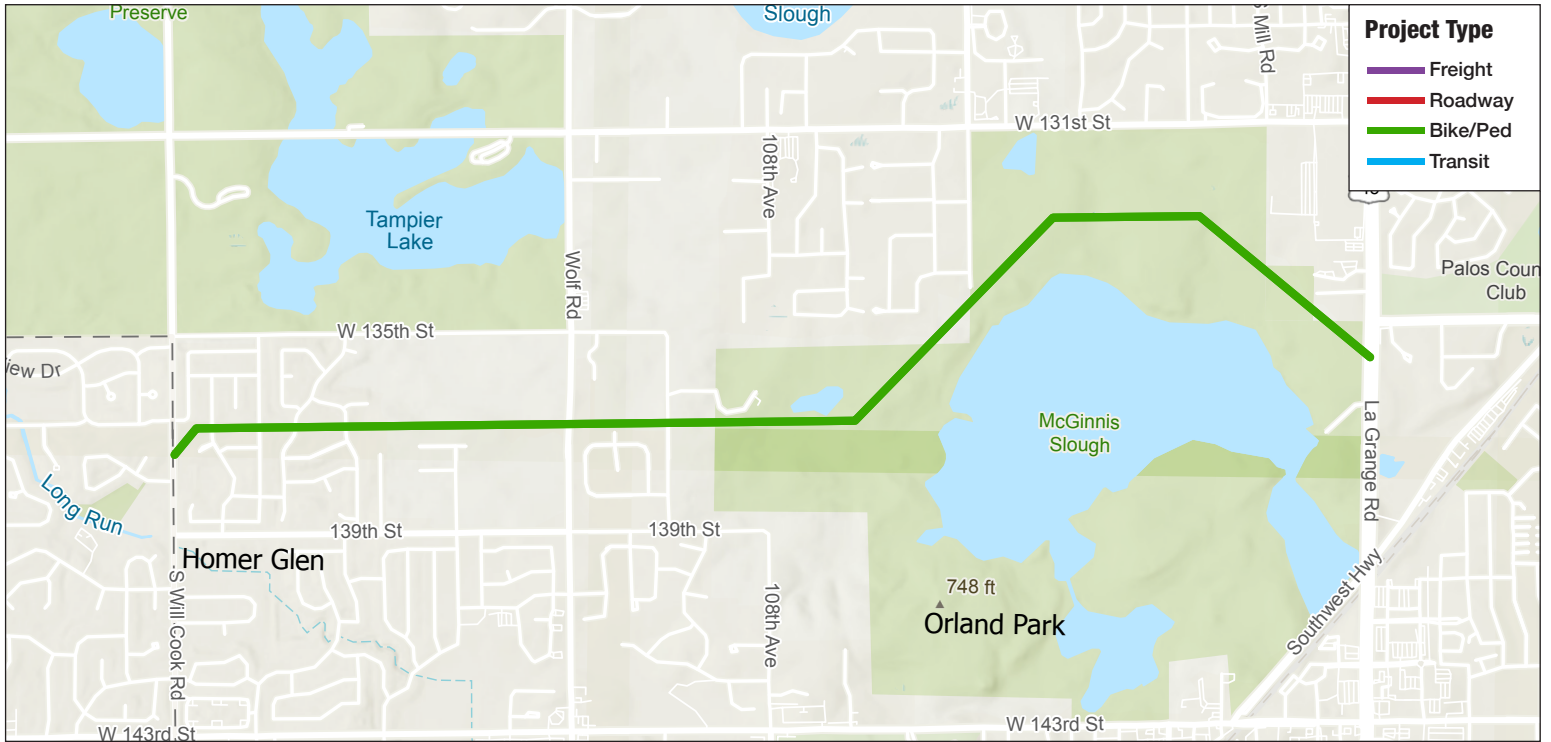 Preserve
Slough
S Mill Rd
Project Type
Freight
Roadway
Bike/Ped
Transit
W 131st St
108th Ave
Tampier
Lake
Wolf Rd
Palos Coun
Club
W 135th St
iew Dr
McGinnis
Slough
La Grange Rd
Long Run
139th St
139th St
Homer Glen
S Will Cook Rd
108th Ave
748 ft
Orland Park
Southwest Hwy
W 143rd St
W 143rd St